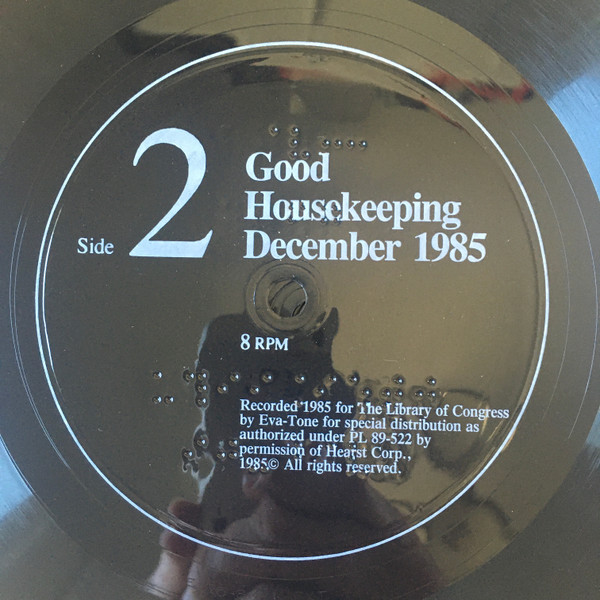 Side 2
Good
Housekeeping
December 1985
8 RPM
Recorded 1985 for The Library of Congress
by Eva-Tone for special distribution as
authorized under PL 89-522 by
permission of Hearst Corp.,
1985© All rights reserved.